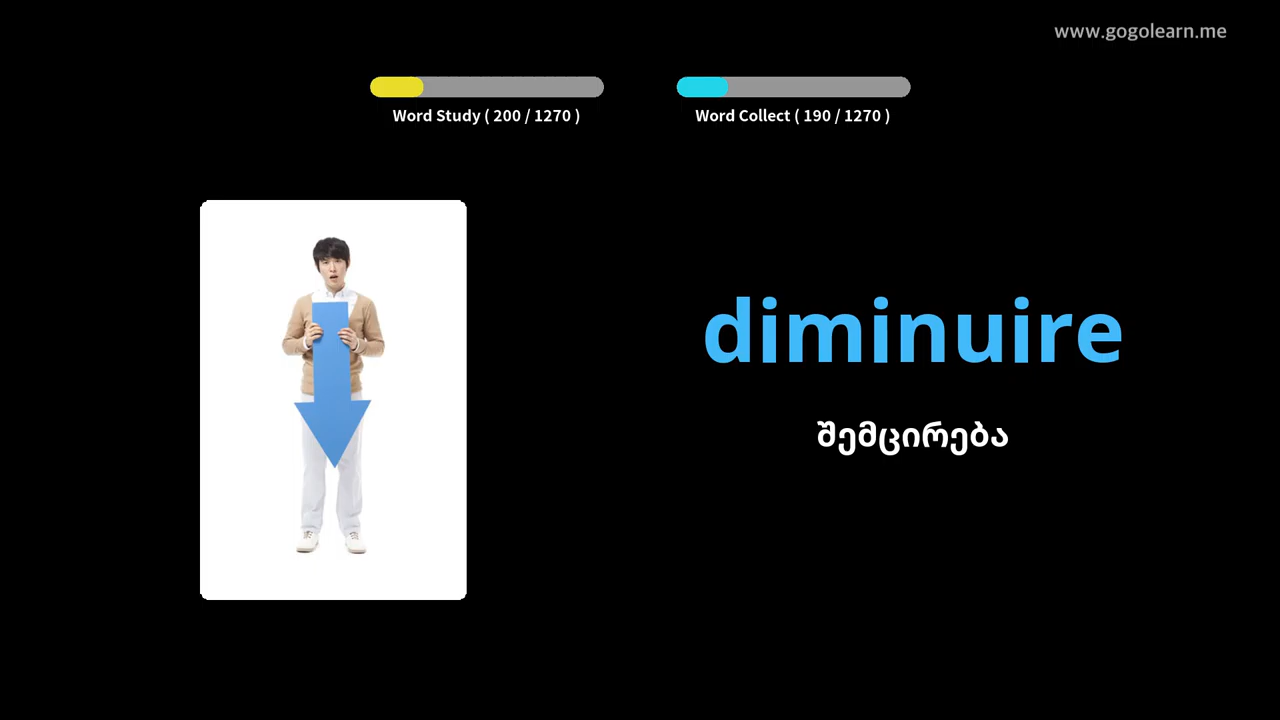 www.gogolearn.me
Word Study ( 200 / 1270 )
Word Collect ( 190 / 1270 )
diminuire
შემცირება